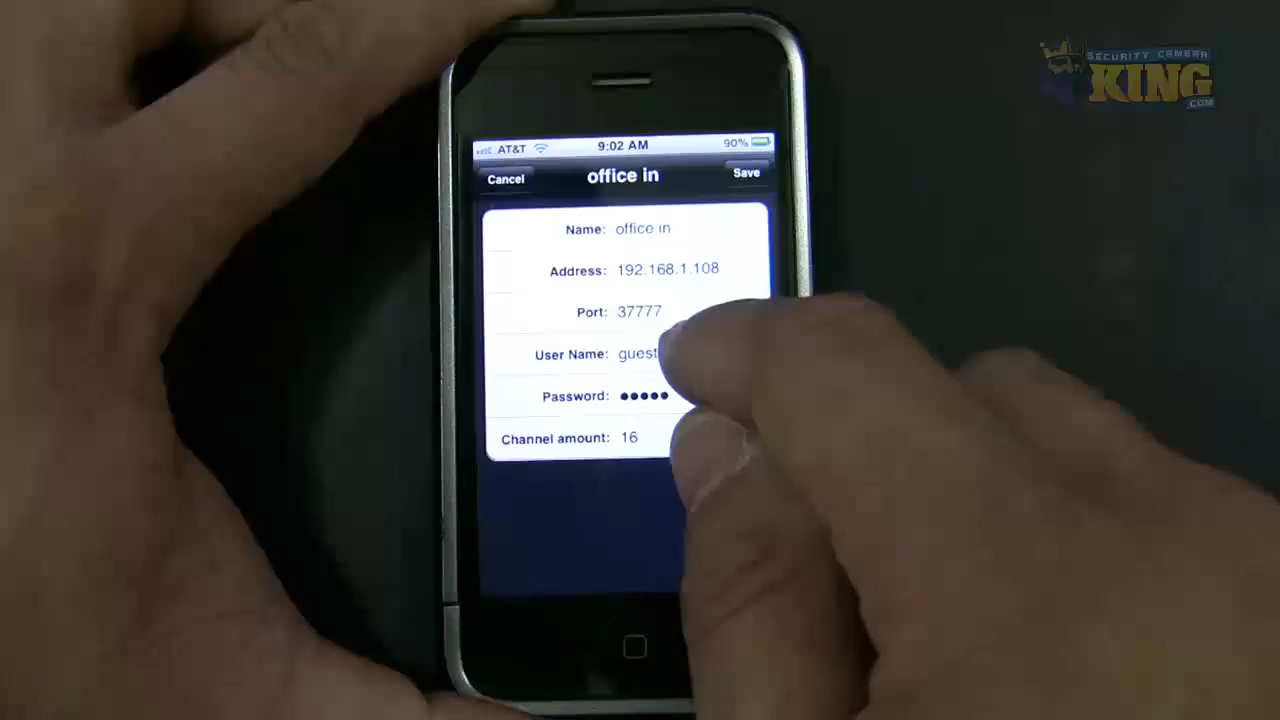 SECURITY CAMERA
KING
.COM
AT&T 9:02 AM 90%
Cancel office in Save
Name: office in
Address: 192.168.1.108
Port: 37777
User Name: guest
Password: •••••
Channel amount: 16